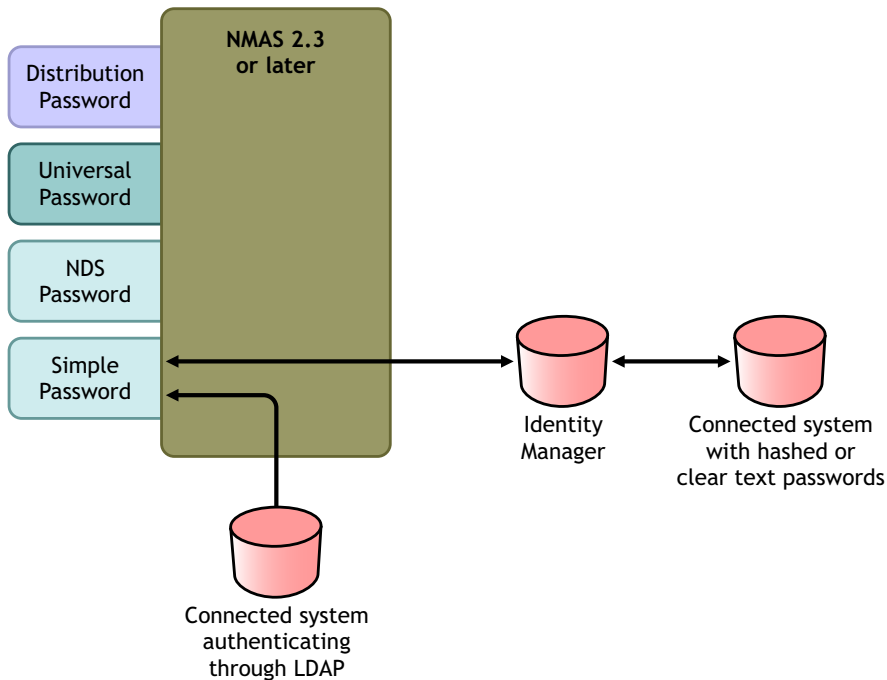 NMAS 2.3
or later
Distribution
Password
Universal
Password
NDS
Password
Simple
Password
Identity
Manager
Connected system
with hashed or
clear text passwords
Connected system
authenticating
through LDAP